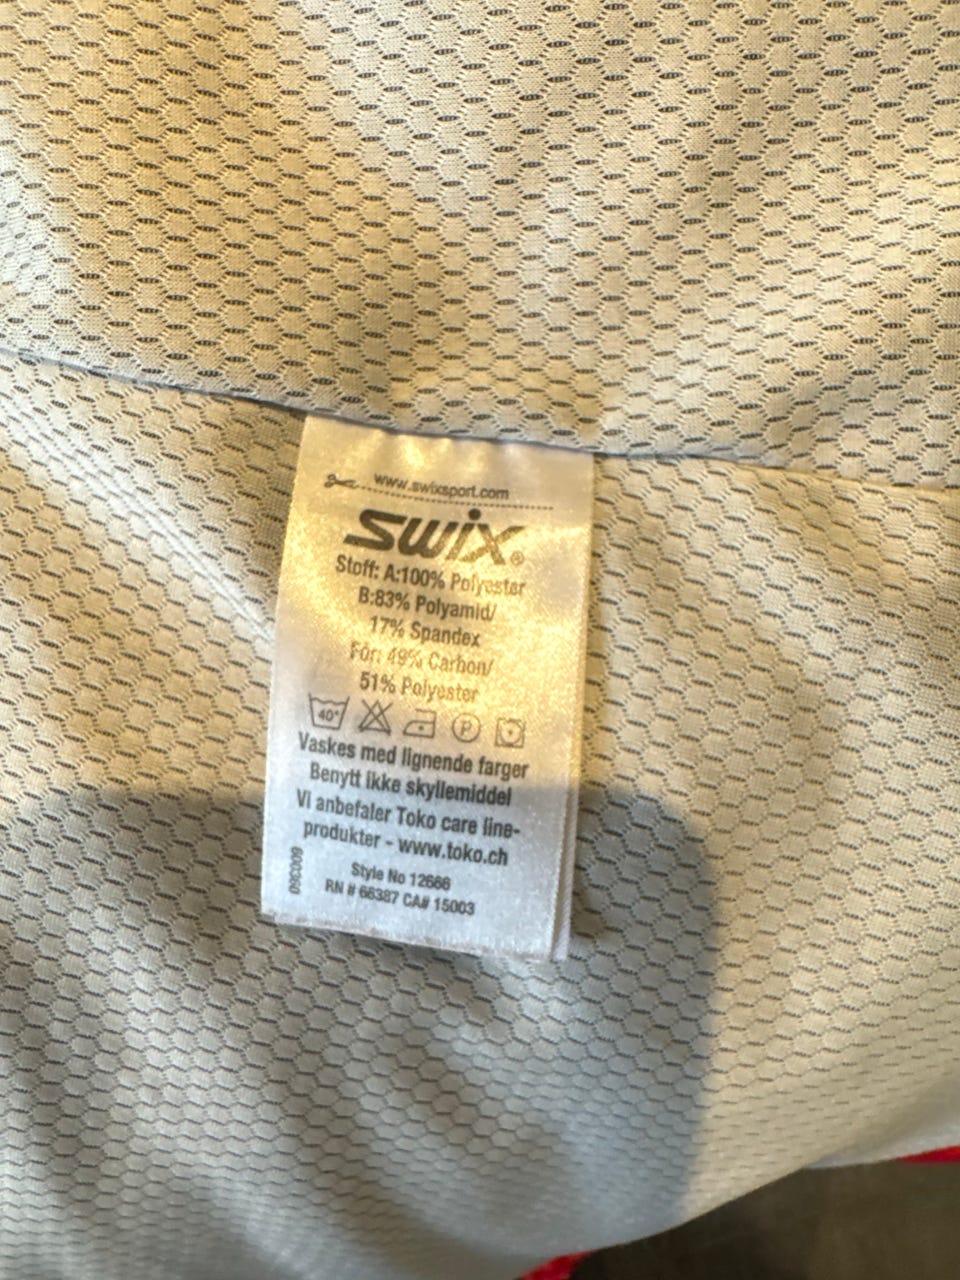 www.swixsport.com
swix®
Stoff: A:100% Polyester
B:83% Polyamid/
17% Spandex
Fôr: 49% Carbon/
51% Polyester
40°
P
Vaskes med lignende farger
Benytt ikke skyllemiddel
Vi anbefaler Toko care line-
produkter - www.toko.ch
Style No 12666
RN # 66387 CA# 15003
600360